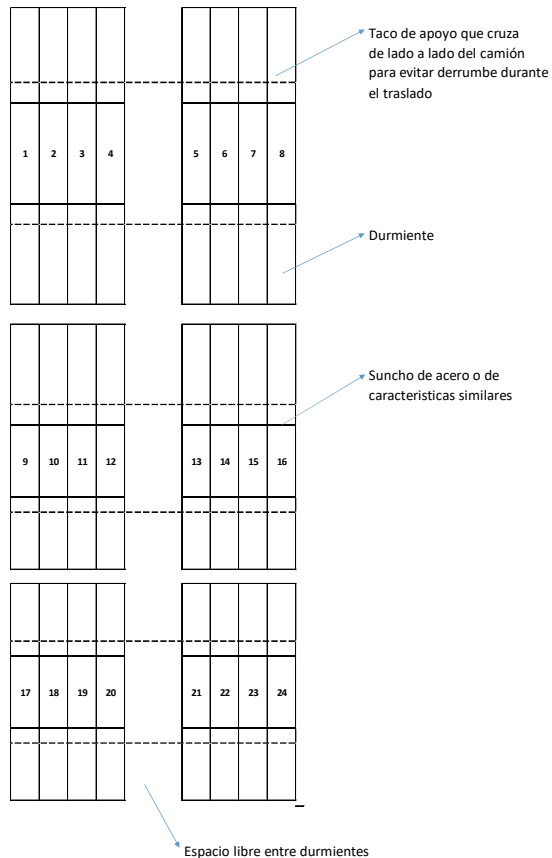 Taco de apoyo que cruza
de lado a lado del camión
para evitar derrumbe durante
el traslado
1 2 3 4 5 6 7 8
Durmiente
Suncho de acero o de
caracteristicas similares
9 10 11 12 13 14 15 16
17 18 19 20 21 22 23 24
Espacio libre entre durmientes